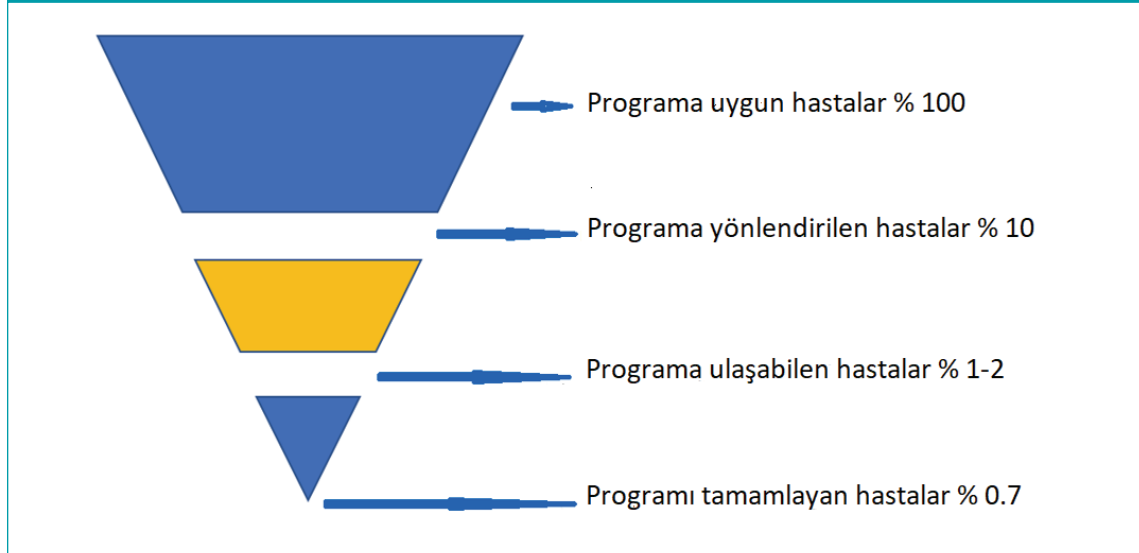 Programa uygun hastalar % 100
Programa yönlendirilen hastalar % 10
Programa ulaşabilen hastalar % 1-2
Programı tamamlayan hastalar % 0.7